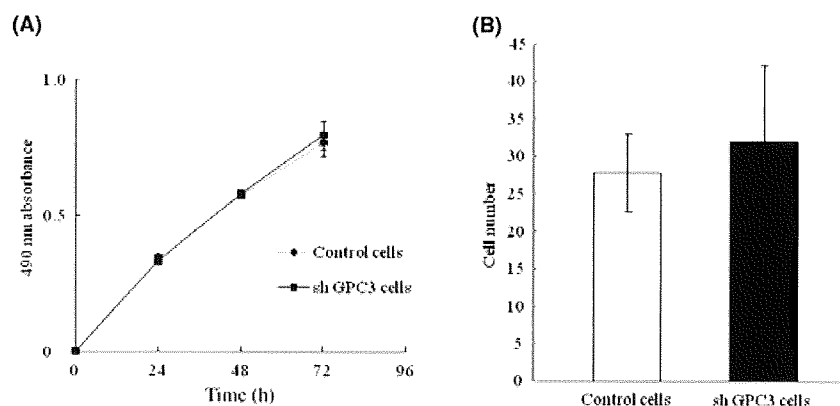 (A)
1.0
0.5
0
490 nm absorbance
Control cells
sh GPC3 cells
0 24 48 72 96
Time (h)
(B)
45
40
35
30
25
20
15
10
5
0
Cell number
Control cells sh GPC3 cells